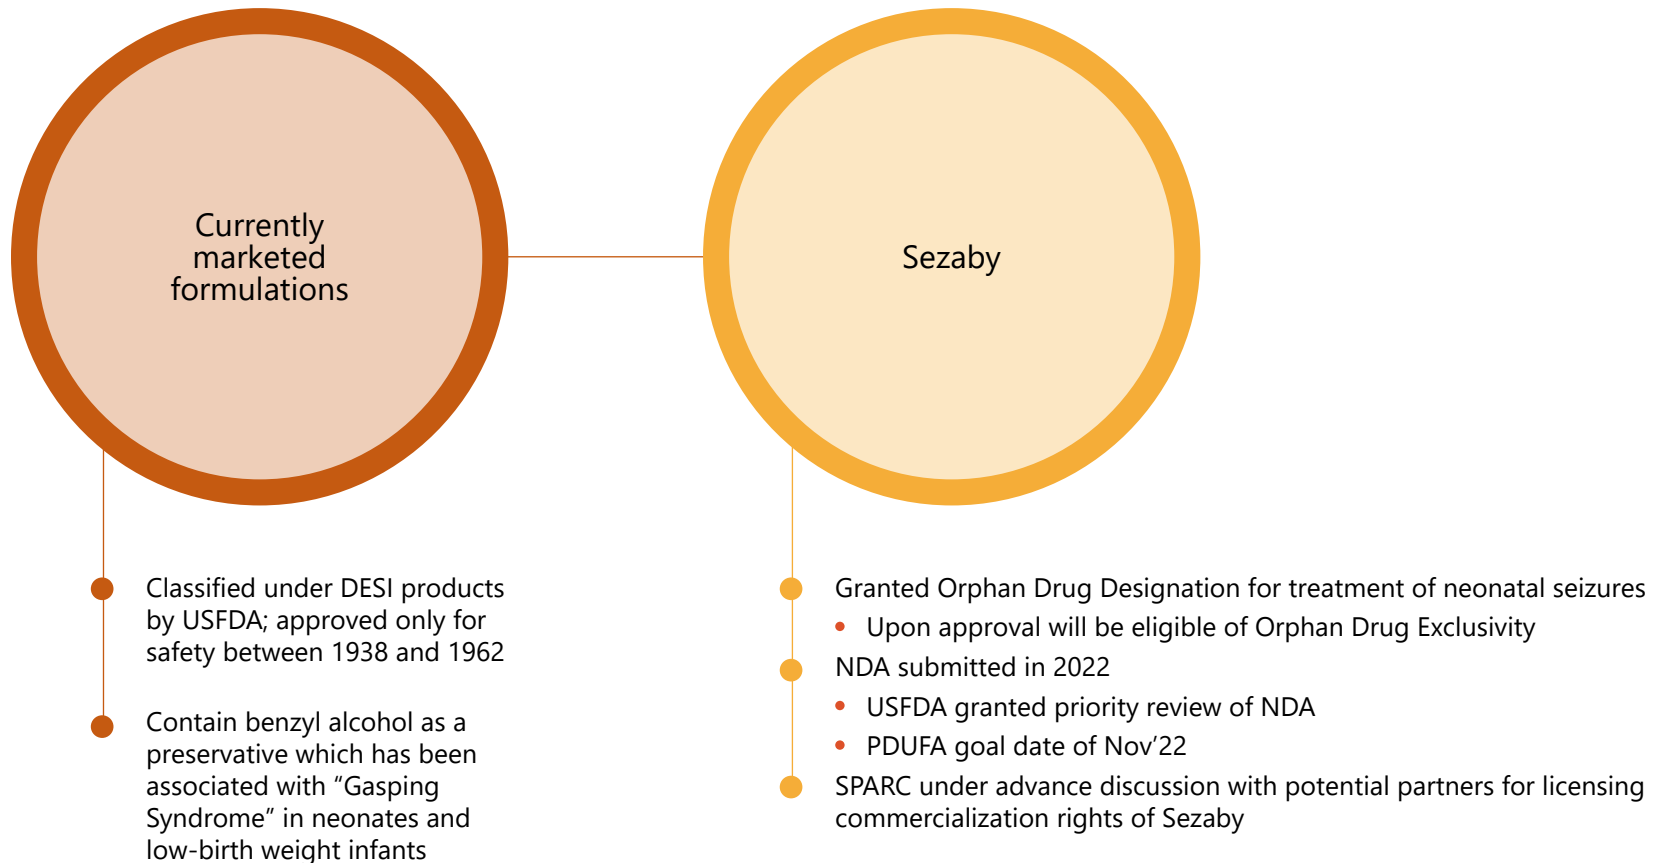 Currently
marketed
formulations
Sezaby
Classified under DESI products
by USFDA; approved only for
safety between 1938 and 1962
Contain benzyl alcohol as a
preservative which has been
associated with “Gasping
Syndrome” in neonates and
low-birth weight infants
Granted Orphan Drug Designation for treatment of neonatal seizures
• Upon approval will be eligible of Orphan Drug Exclusivity
NDA submitted in 2022
• USFDA granted priority review of NDA
• PDUFA goal date of Nov’22
SPARC under advance discussion with potential partners for licensing
commercialization rights of Sezaby